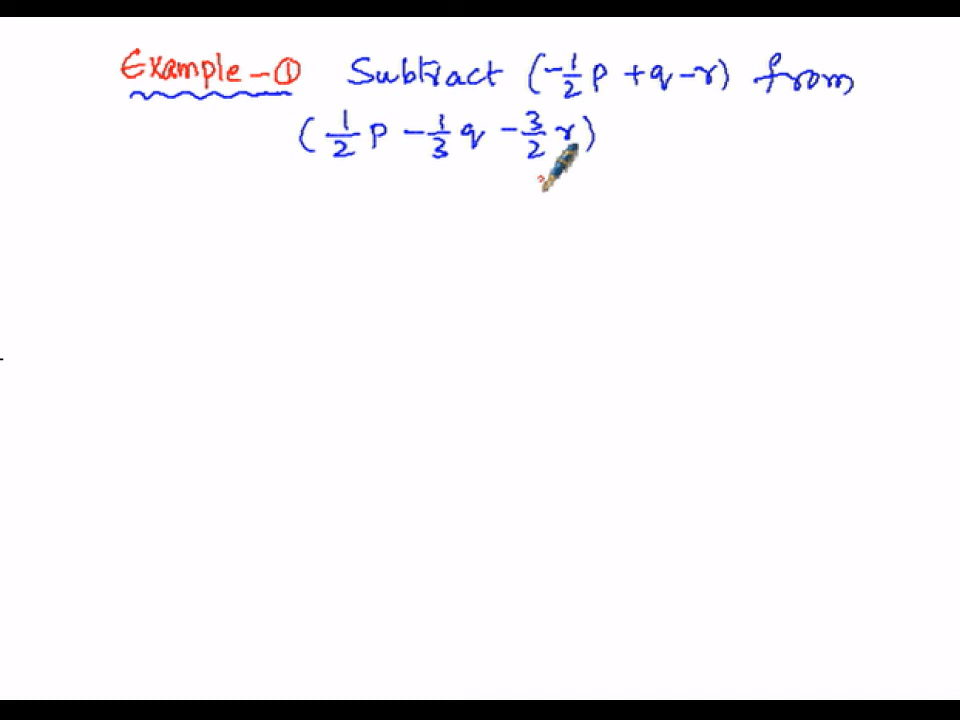 Example-① Subtract (-1/2 p + q - r) from
(1/2 p - 1/3 q - 3/2 r)